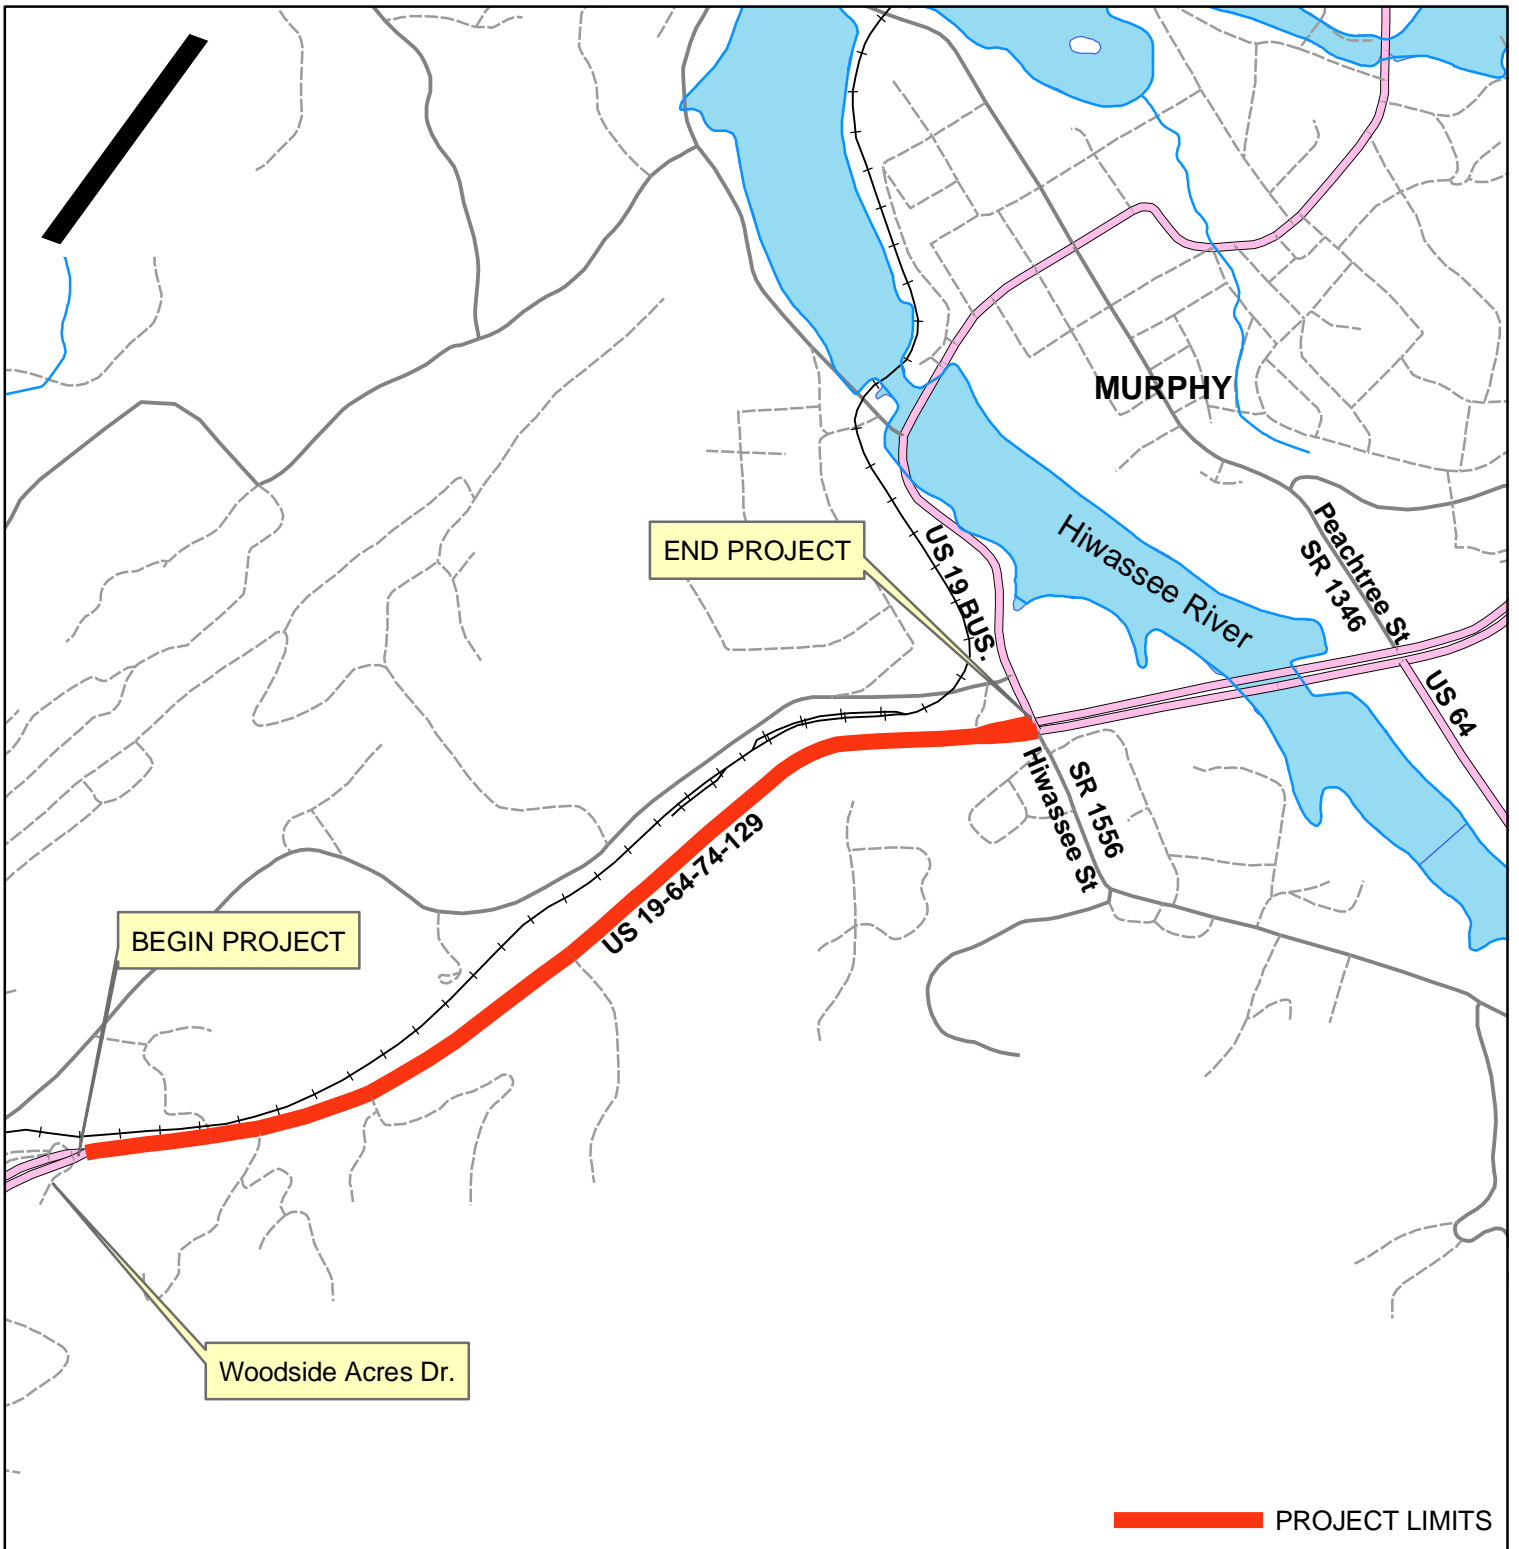 MURPHY
Peachtree St
SR 1346
Hiwassee River
US 19 BUS.
END PROJECT
US 64
SR 1556
Hiwassee St
US 19-64-74-129
BEGIN PROJECT
Woodside Acres Dr.
PROJECT LIMITS